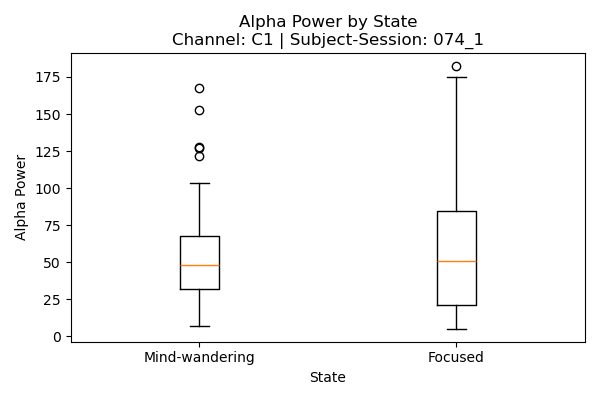 Alpha Power by State
Channel: C1 | Subject-Session: 074_1
Alpha Power
175
150
125
100
75
50
25
0
Mind-wandering
Focused
State